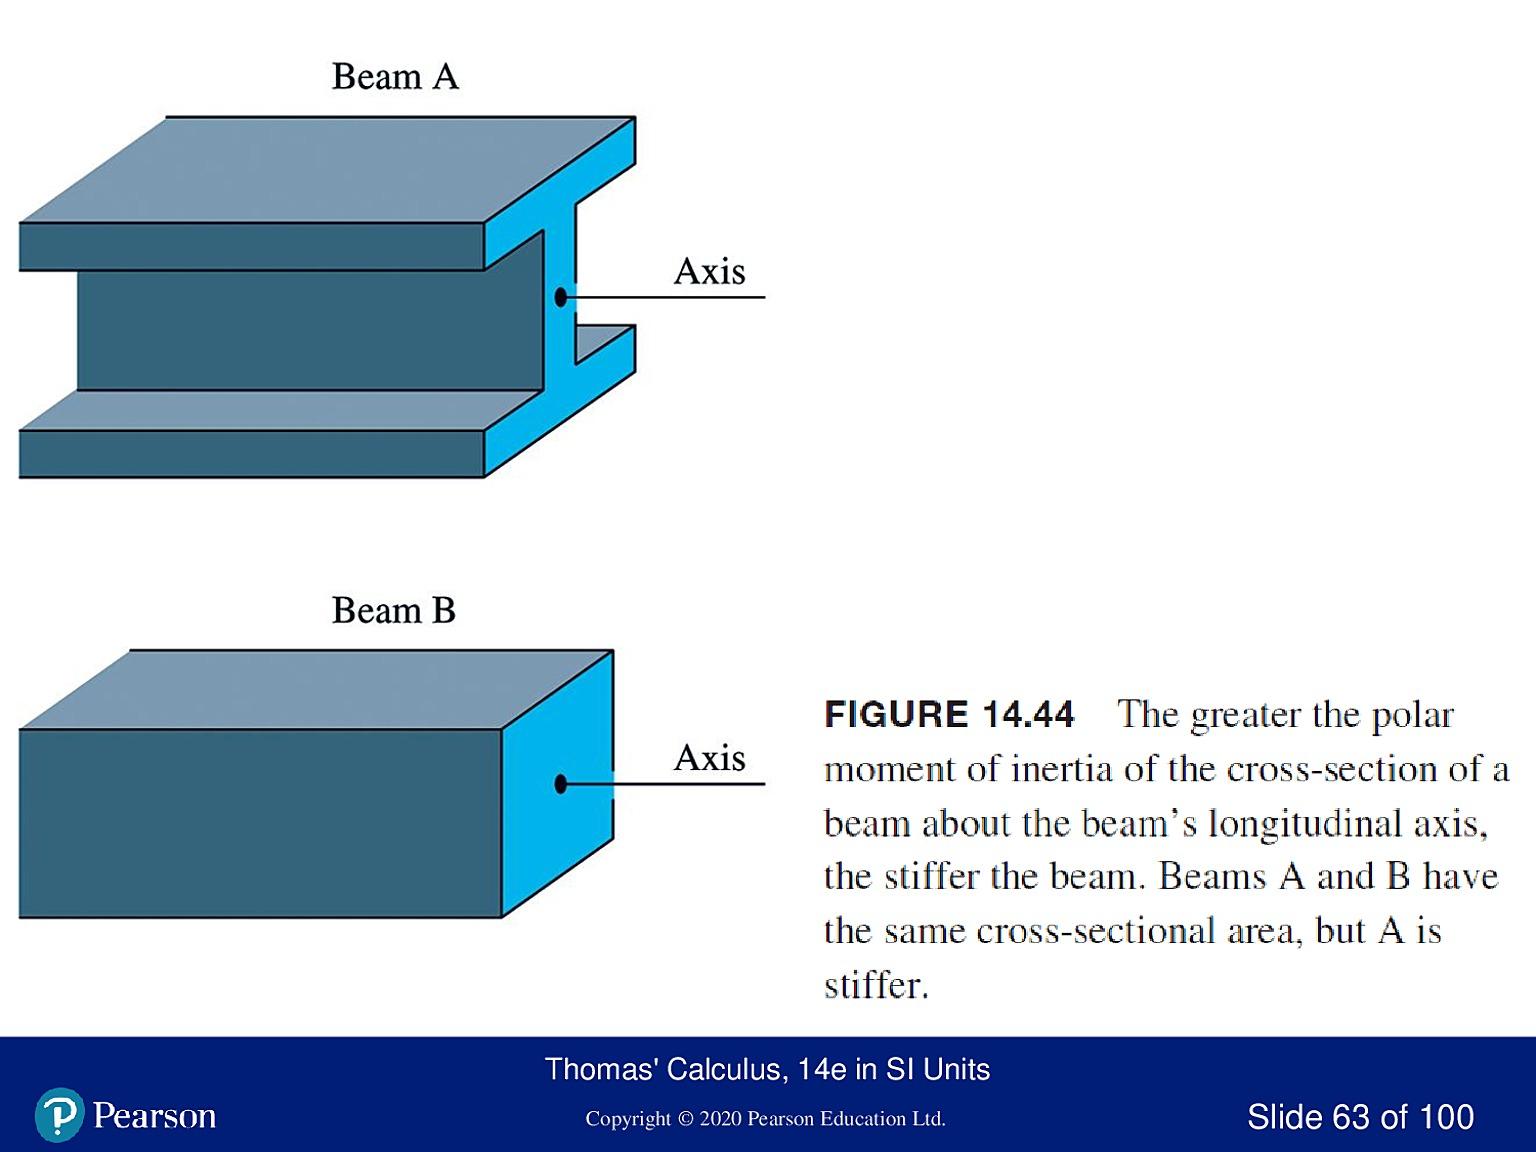 Beam A
Axis
Beam B
Axis
FIGURE 14.44 The greater the polar
moment of inertia of the cross-section of a
beam about the beam's longitudinal axis,
the stiffer the beam. Beams A and B have
the same cross-sectional area, but A is
stiffer.
Thomas' Calculus, 14e in SI Units
P Pearson
Copyright © 2020 Pearson Education Ltd.
Slide 63 of 100